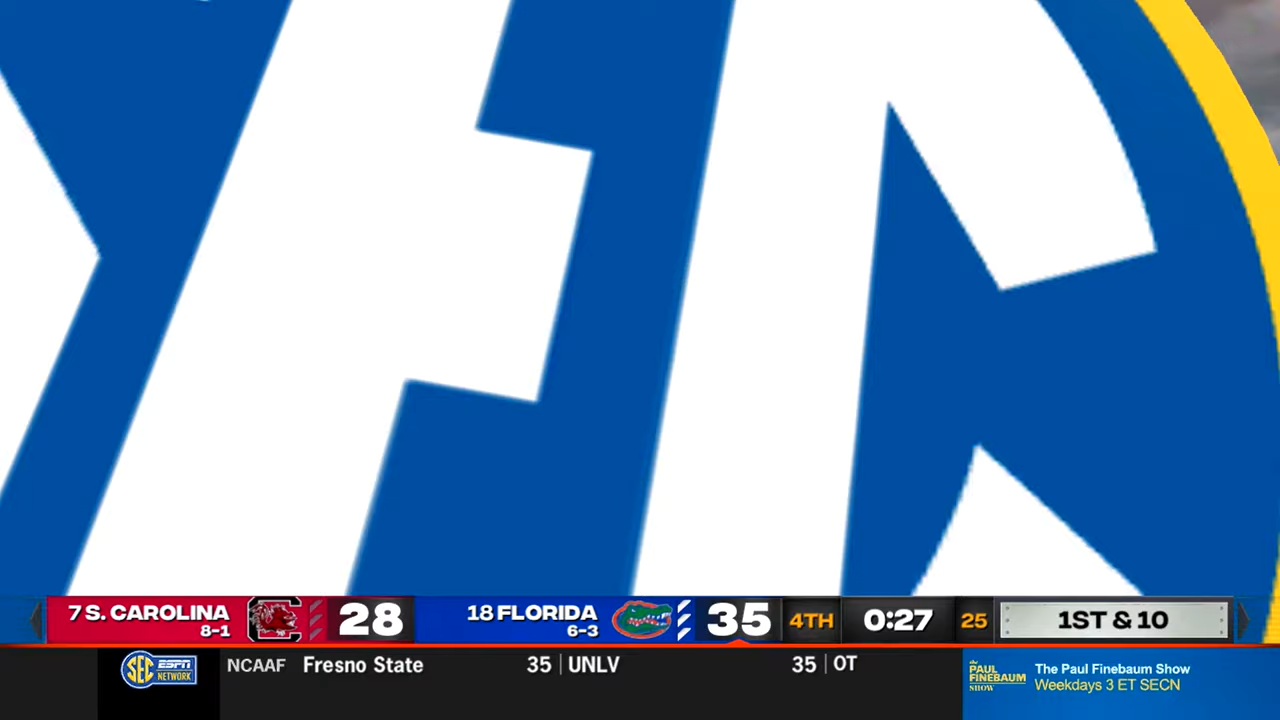 SEC
7 S. CAROLINA 8-1 28 18 FLORIDA 6-3 35 4TH 0:27 25 1ST & 10
SEC ESPN NETWORK NCAAF Fresno State 35 UNLV 35 OT
the PAUL FINEBAUM SHOW
The Paul Finebaum Show
Weekdays 3 ET SECN